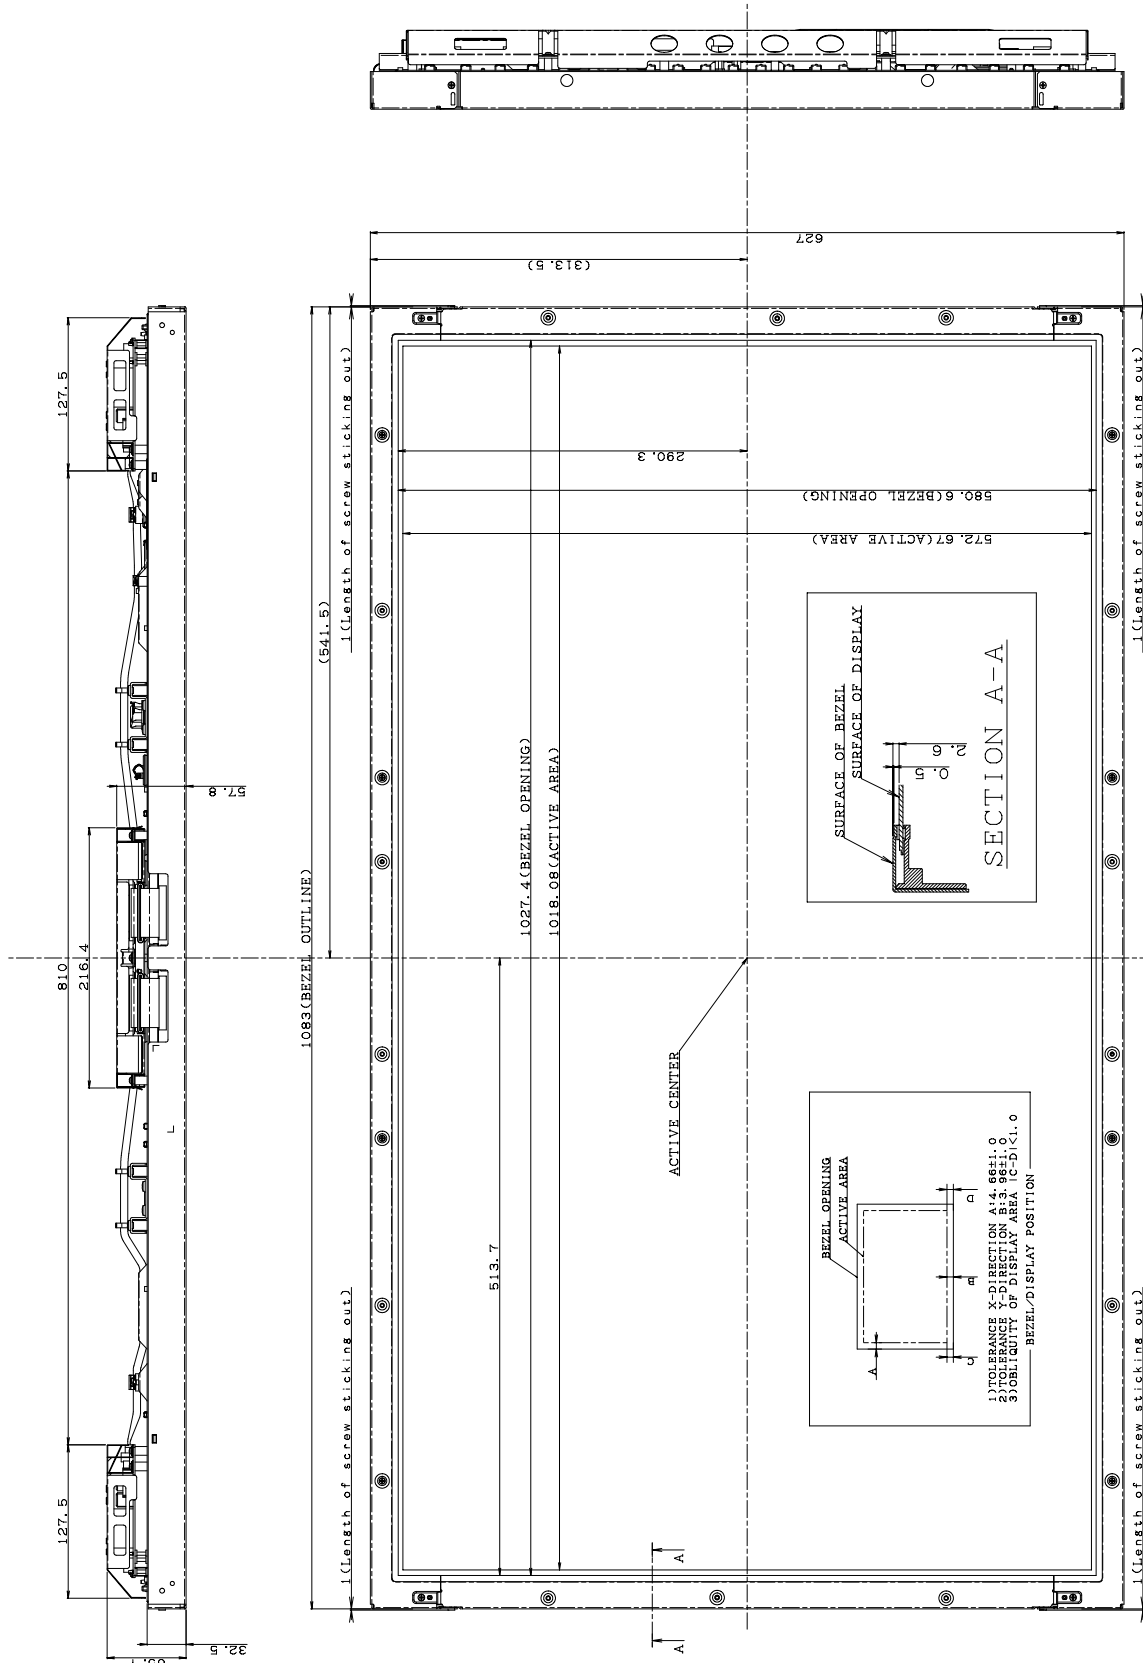 627
(313.5)
127.5
810
216.4
127.5
57.8
32.5
1(Length of screw sticking out)
1(Length of screw sticking out)
1(Length of screw sticking out)
1(Length of screw sticking out)
(541.5)
1083(BEZEL OUTLINE)
1027.4(BEZEL OPENING)
1018.08(ACTIVE AREA)
513.7
290.3
580.6(BEZEL OPENING)
572.67(ACTIVE AREA)
ACTIVE CENTER
SURFACE OF BEZEL
SURFACE OF DISPLAY
2.6
0.5
SECTION A-A
BEZEL OPENING
ACTIVE AREA
A
B
C
D
1)TOLERANCE X-DIRECTION A:4.66±1.0
2)TOLERANCE Y-DIRECTION B:3.96±1.0
3)OBLIQUITY OF DISPLAY AREA |C-D|<1.0
BEZEL/DISPLAY POSITION
A
A